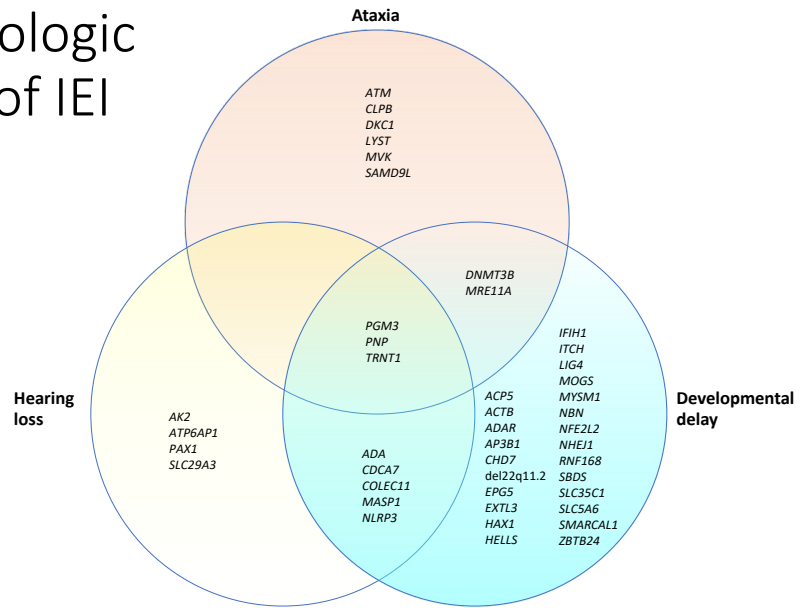 ologic
of IEI
Ataxia
ATM
CLPB
DKC1
LYST
MVK
SAMD9L
DNMT3B
MRE11A
PGM3
PNP
TRNT1
Hearing
loss
AK2
ATP6AP1
PAX1
SLC29A3
ADA
CDCA7
COLEC11
MASP1
NLRP3
ACP5
ACTB
ADAR
AP3B1
CHD7
del22q11.2
EPG5
EXTL3
HAX1
HELLS
IFIH1
ITCH
LIG4
MOGS
MYSM1
NBN
NFE2L2
NHEJ1
RNF168
SBDS
SLC35C1
SLC5A6
SMARCAL1
ZBTB24
Developmental
delay